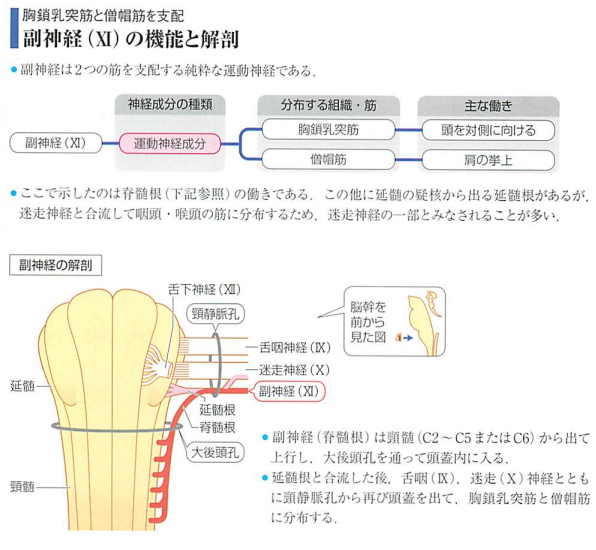 胸鎖乳突筋と僧帽筋を支配
副神経(Ⅺ)の機能と解剖
●副神経は2つの筋を支配する純粋な運動神経である.
神経成分の種類
分布する組織・筋
主な働き
副神経(Ⅺ)
運動神経成分
胸鎖乳突筋
頭を対側に向ける
僧帽筋
肩の挙上
●ここで示したのは脊髄根(下記参照)の働きである.この他に延髄の疑核から出る延髄根があるが,
迷走神経と合流して咽頭・喉頭の筋に分布するため,迷走神経の一部とみなされることが多い.
副神経の解剖
舌下神経(Ⅻ)
頸静脈孔
舌咽神経(Ⅸ)
迷走神経(Ⅹ)
副神経(Ⅺ)
延髄
延髄根
脊髄根
大後頭孔
頸髄
脳幹を
前から
見た図
●副神経(脊髄根)は頸髄(C2~C5またはC6)から出て
上行し,大後頭孔を通って頭蓋内に入る.
●延髄根と合流した後,舌咽(Ⅸ),迷走(Ⅹ)神経ととも
に頸静脈孔から再び頭蓋を出て,胸鎖乳突筋と僧帽筋
に分布する.